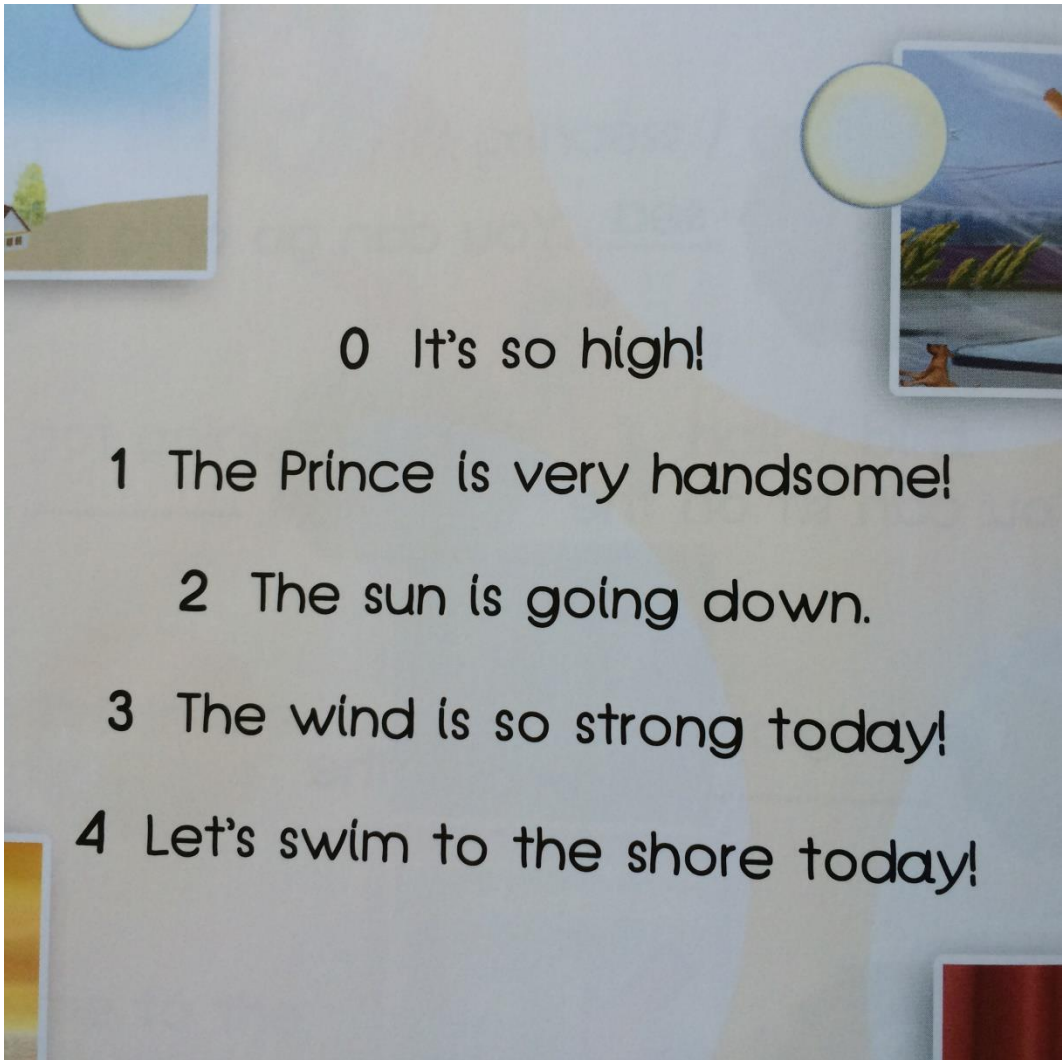 0 It's so high!
1 The Prince is very handsome!
2 The sun is going down.
3 The wind is so strong today!
4 Let's swim to the shore today!